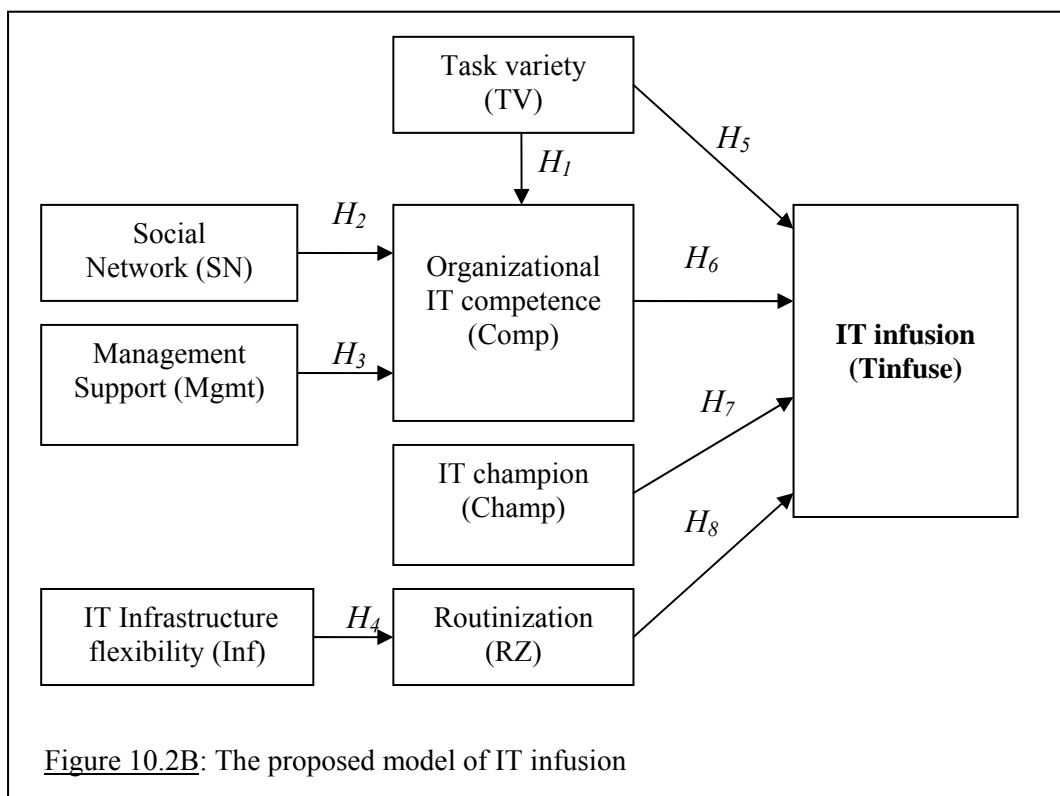 Task variety
(TV)
H5
H1
H2
Social
Network (SN)
Organizational
IT competence
(Comp)
H6
IT infusion
(Tinfuse)
Management
Support (Mgmt)
H3
H7
IT champion
(Champ)
H8
IT Infrastructure
flexibility (Inf)
H4
Routinization
(RZ)
Figure 10.2B: The proposed model of IT infusion